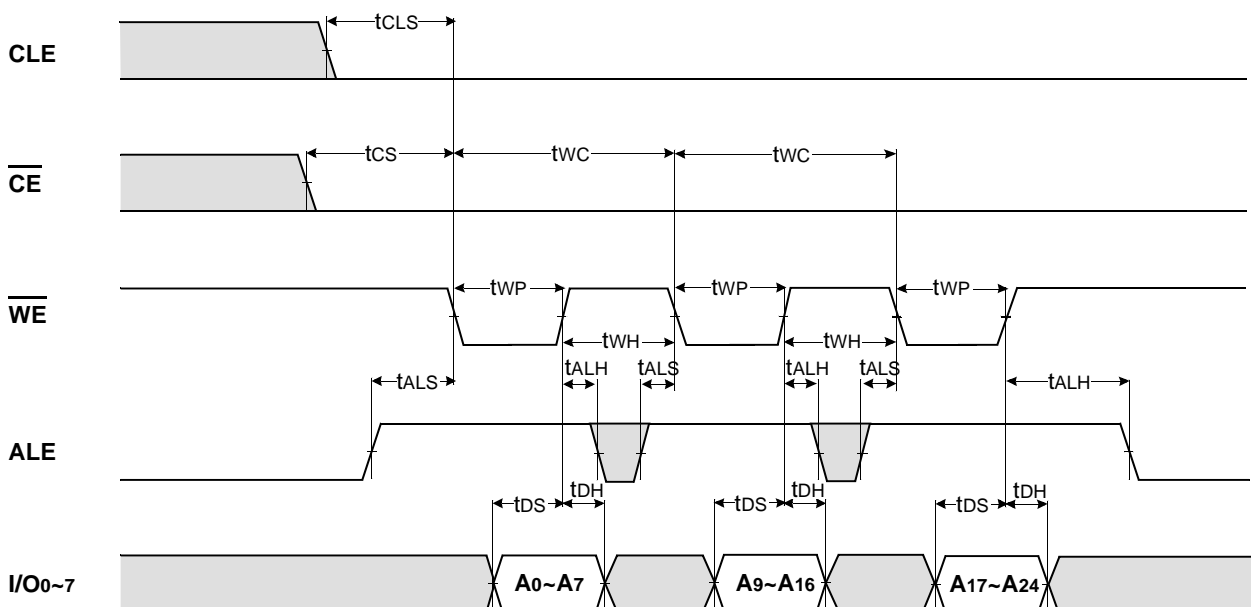 tCLS
CLE
tCS tWC tWC
CE
tWP tWP tWP
WE
tWH tWH
tALS tALH tALS tALH tALS tALH
ALE
tDS tDH tDS tDH tDS tDH
I/O0~7 A0~A7 A9~A16 A17~A24